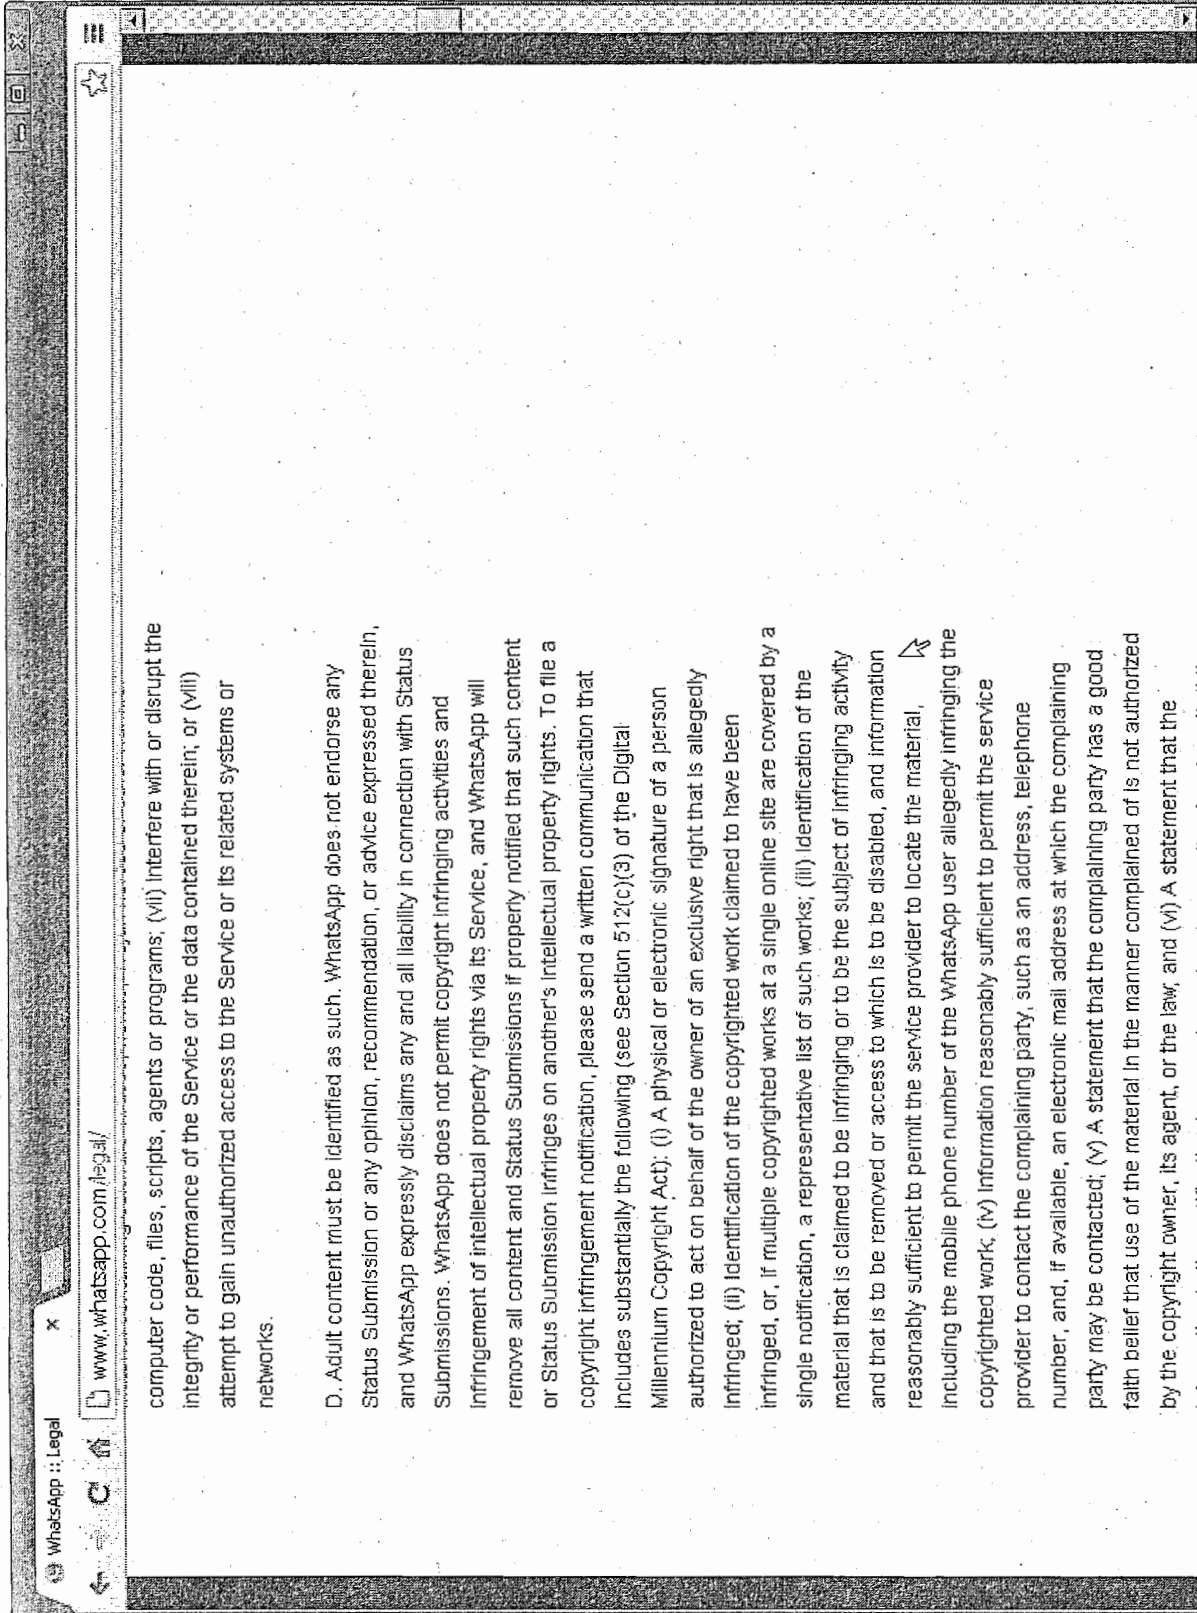 WhatsApp :: Legal
www.whatsapp.com/legal/
computer code, files, scripts, agents or programs; (vii) interfere with or disrupt the
integrity or performance of the Service or the data contained therein; or (viii)
attempt to gain unauthorized access to the Service or its related systems or
networks.
D. Adult content must be identified as such. WhatsApp does not endorse any
Status Submission or any opinion, recommendation, or advice expressed therein,
and WhatsApp expressly disclaims any and all liability in connection with Status
Submissions. WhatsApp does not permit copyright infringing activities and
infringement of intellectual property rights via its Service, and WhatsApp will
remove all content and Status Submissions if properly notified that such content
or Status Submission infringes on another's intellectual property rights. To file a
copyright infringement notification, please send a written communication that
includes substantially the following (see Section 512(c)(3) of the Digital
Millennium Copyright Act): (i) A physical or electronic signature of a person
authorized to act on behalf of the owner of an exclusive right that is allegedly
infringed; (ii) Identification of the copyrighted work claimed to have been
infringed, or, if multiple copyrighted works at a single online site are covered by a
single notification, a representative list of such works; (iii) Identification of the
material that is claimed to be infringing or to be the subject of infringing activity
and that is to be removed or access to which is to be disabled, and information
reasonably sufficient to permit the service provider to locate the material,
including the mobile phone number of the WhatsApp user allegedly infringing the
copyrighted work; (iv) Information reasonably sufficient to permit the service
provider to contact the complaining party, such as an address, telephone
number, and, if available, an electronic mail address at which the complaining
party may be contacted; (v) A statement that the complaining party has a good
faith belief that use of the material in the manner complained of is not authorized
by the copyright owner, its agent, or the law; and (vi) A statement that the